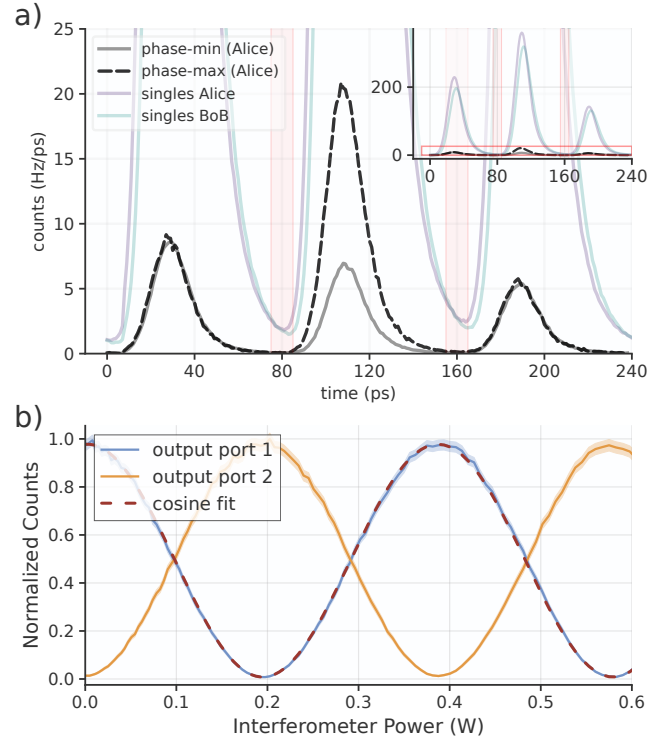 a)
25
20
15
10
5
0
counts (Hz/ps)
phase-min (Alice)
phase-max (Alice)
singles Alice
singles BoB
200
0
0 80 160 240
0 40 80 120 160 200 240
time (ps)
b)
1.0
0.8
0.6
0.4
0.2
0.0
Normalized Counts
output port 1
output port 2
cosine fit
0.0 0.1 0.2 0.3 0.4 0.5 0.6
Interferometer Power (W)